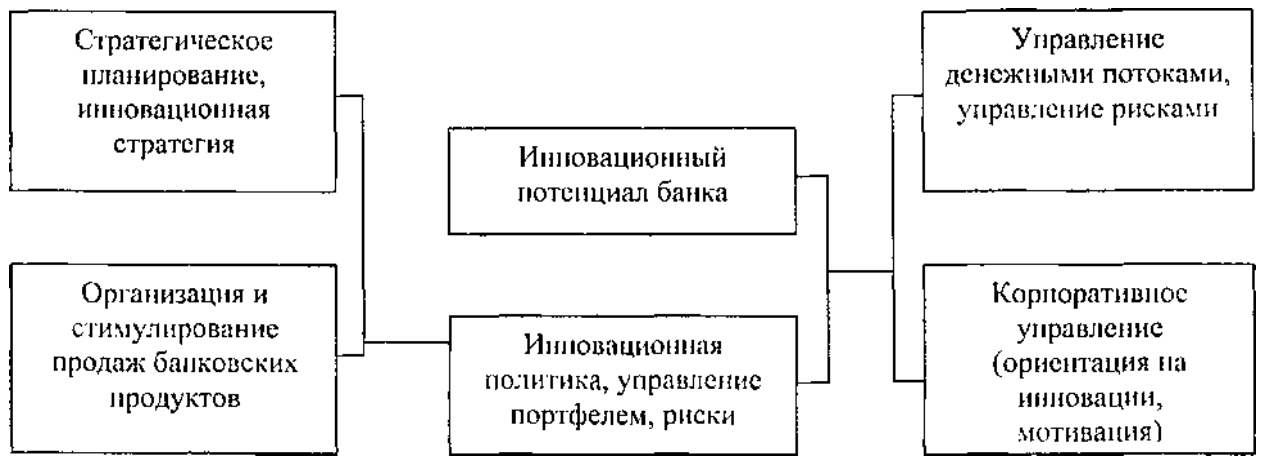 Стратегическое
планирование,
инновационная
стратегия
Организация и
стимулирование
продаж банковских
продуктов
Инновационный
потенциал банка
Инновационная
политика, управление
портфелем, риски
Управление
денежными потоками,
управление рисками
Корпоративное
управление
(ориентация на
инновации,
мотивация)